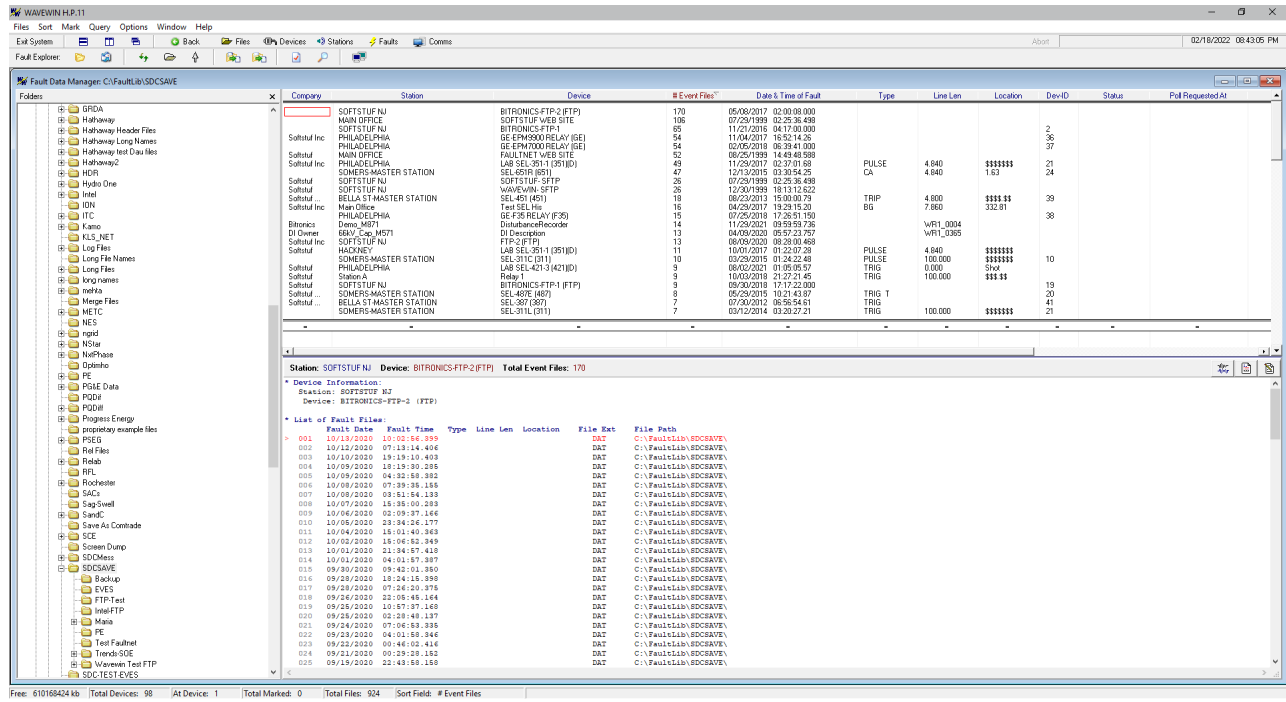 WAVEWIN H.P.11
Files Sort Mark Query Options Window Help
Exit System Back Files Devices Stations Faults Comms Abort 02/18/2022 08:43:05 PM
Fault Explorer:
Fault Data Manager: C:\FaultLib\SDCSAVE
Folders
GRDA
Hathaway
Hathaway Header Files
Hathaway Long Names
Hathaway test Dau files
Hathaway2
HDR
Hydro One
Intel
ION
ITC
Kamo
KLS_NET
Log Files
Long File Names
Long Files
long names
mehta
Merge Files
METC
NES
ngrid
NStar
NxtPhase
Optimho
PE
PG&E Data
PQDif
PQDiff
Progress Energy
proprietary example files
PSEG
Rel Files
Relab
RFL
Rochester
SACs
Sag-Swell
SandC
Save As Comtrade
SCE
Screen Dump
SDCMess
SDCSAVE
Backup
EVES
FTP-Test
Intel-FTP
Maria
PE
Test Faultnet
Trends-SOE
Wavewin Test FTP
SDC-TEST-EVES
Company Station Device # Event Files Date & Time of Fault Type Line Len Location Dev-ID Status Poll Requested At
SOFTSTUF NJ BITRONICS-FTP-2 (FTP) 170 05/08/2017 02:00:08.000
MAIN OFFICE SOFTSTUF WEB SITE 106 07/29/1999 02:25:36.498
SOFTSTUF NJ BITRONICS-FTP-1 65 11/21/2016 04:17:00.000 2
Softstuf Inc PHILADELPHIA GE-EPM9900 RELAY (GE) 54 11/04/2017 16:52:14.26 36
PHILADELPHIA GE-EPM7000 RELAY (GE) 54 02/05/2018 06:39:41.000 37
Softstuf MAIN OFFICE FAULTNET WEB SITE 52 08/25/1999 14:49:48.588
Softstuf Inc PHILADELPHIA LAB SEL-351-1 (351)(D) 49 11/29/2017 02:37:01.68 PULSE 4.840 $$$$$$$ 21
SOMERS-MASTER STATION SEL-651R (651) 47 12/13/2015 03:30:54.25 CA 4.840 1.63 24
Softstuf SOFTSTUF NJ SOFTSTUF- SFTP 26 07/29/1999 02:25:36.498
Softstuf SOFTSTUF NJ WAVEWIN- SFTP 26 12/30/1999 18:13:12.622
Softstuf ... BELLA ST-MASTER STATION SEL-451 (451) 18 08/23/2013 15:00:00.79 TRIP 4.800 $$$$.$$ 39
Softstuf Inc Main Office Test SEL His 16 04/29/2017 19:29:15.20 BG 7.860 332.81
PHILADELPHIA GE-F35 RELAY (F35) 15 07/25/2018 17:26:51.150 38
Bitronics Demo_M871 DisturbanceRecorder 14 11/29/2021 09:59:59.736 WR1_0004
DI Owner 66kV_Cap_M571 DI Description 13 04/09/2020 05:57:23.757 WR1_0365
Softstuf Inc SOFTSTUF NJ FTP-2 (FTP) 13 08/09/2020 08:28:00.468
Softstuf HACKNEY LAB SEL-351-1 (351)(D) 11 10/01/2017 01:22:07.28 PULSE 4.840 $$$$$$$
SOMERS-MASTER STATION SEL-311C (311) 10 03/29/2015 01:24:22.48 PULSE 100.000 $$$$$$$ 10
Softstuf PHILADELPHIA LAB SEL-421-3 (421)(D) 9 08/02/2021 01:05:05.57 TRIG 0.000 Shot
Softstuf Station A Relay 1 9 10/03/2018 21:27:21.45 TRIG 100.000 $$$.$$
Softstuf SOFTSTUF NJ BITRONICS-FTP-1 (FTP) 9 09/30/2018 17:17:22.000 19
Softstuf ... SOMERS-MASTER STATION SEL-487E (487) 8 05/29/2015 10:21:43.87 TRIG T 20
Softstuf ... BELLA ST-MASTER STATION SEL-387 (387) 7 07/30/2012 06:56:54.61 TRIG 41
SOMERS-MASTER STATION SEL-311L (311) 7 03/12/2014 03:20:27.21 TRIG 100.000 $$$$$$$ 21
- - - - - - - - - - -
Station: SOFTSTUF NJ Device: BITRONICS-FTP-2 (FTP) Total Event Files: 170
* Device Information:
Station: SOFTSTUF NJ
Device: BITRONICS-FTP-2 (FTP)
* List of Fault Files:
Fault Date Fault Time Type Line Len Location File Ext File Path
> 001 10/13/2020 10:02:56.399 DAT C:\FaultLib\SDCSAVE\
002 10/12/2020 07:13:14.406 DAT C:\FaultLib\SDCSAVE\
003 10/10/2020 19:19:10.403 DAT C:\FaultLib\SDCSAVE\
004 10/09/2020 18:19:30.285 DAT C:\FaultLib\SDCSAVE\
005 10/09/2020 04:32:58.382 DAT C:\FaultLib\SDCSAVE\
006 10/08/2020 07:39:35.155 DAT C:\FaultLib\SDCSAVE\
007 10/08/2020 03:51:54.133 DAT C:\FaultLib\SDCSAVE\
008 10/07/2020 15:35:00.283 DAT C:\FaultLib\SDCSAVE\
009 10/06/2020 02:09:37.166 DAT C:\FaultLib\SDCSAVE\
010 10/05/2020 23:34:26.177 DAT C:\FaultLib\SDCSAVE\
011 10/04/2020 15:01:40.363 DAT C:\FaultLib\SDCSAVE\
012 10/02/2020 15:06:52.349 DAT C:\FaultLib\SDCSAVE\
013 10/01/2020 21:34:57.418 DAT C:\FaultLib\SDCSAVE\
014 10/01/2020 04:01:57.387 DAT C:\FaultLib\SDCSAVE\
015 09/30/2020 09:42:01.350 DAT C:\FaultLib\SDCSAVE\
016 09/28/2020 18:24:15.398 DAT C:\FaultLib\SDCSAVE\
017 09/28/2020 07:26:20.375 DAT C:\FaultLib\SDCSAVE\
018 09/26/2020 22:05:45.164 DAT C:\FaultLib\SDCSAVE\
019 09/25/2020 10:57:37.168 DAT C:\FaultLib\SDCSAVE\
020 09/25/2020 02:28:48.137 DAT C:\FaultLib\SDCSAVE\
021 09/24/2020 07:06:53.335 DAT C:\FaultLib\SDCSAVE\
022 09/23/2020 04:01:58.346 DAT C:\FaultLib\SDCSAVE\
023 09/22/2020 00:46:02.416 DAT C:\FaultLib\SDCSAVE\
024 09/21/2020 00:29:28.152 DAT C:\FaultLib\SDCSAVE\
025 09/19/2020 22:43:58.158 DAT C:\FaultLib\SDCSAVE\
Free: 610168424 kb Total Devices: 98 At Device: 1 Total Marked: 0 Total Files: 924 Sort Field: # Event Files